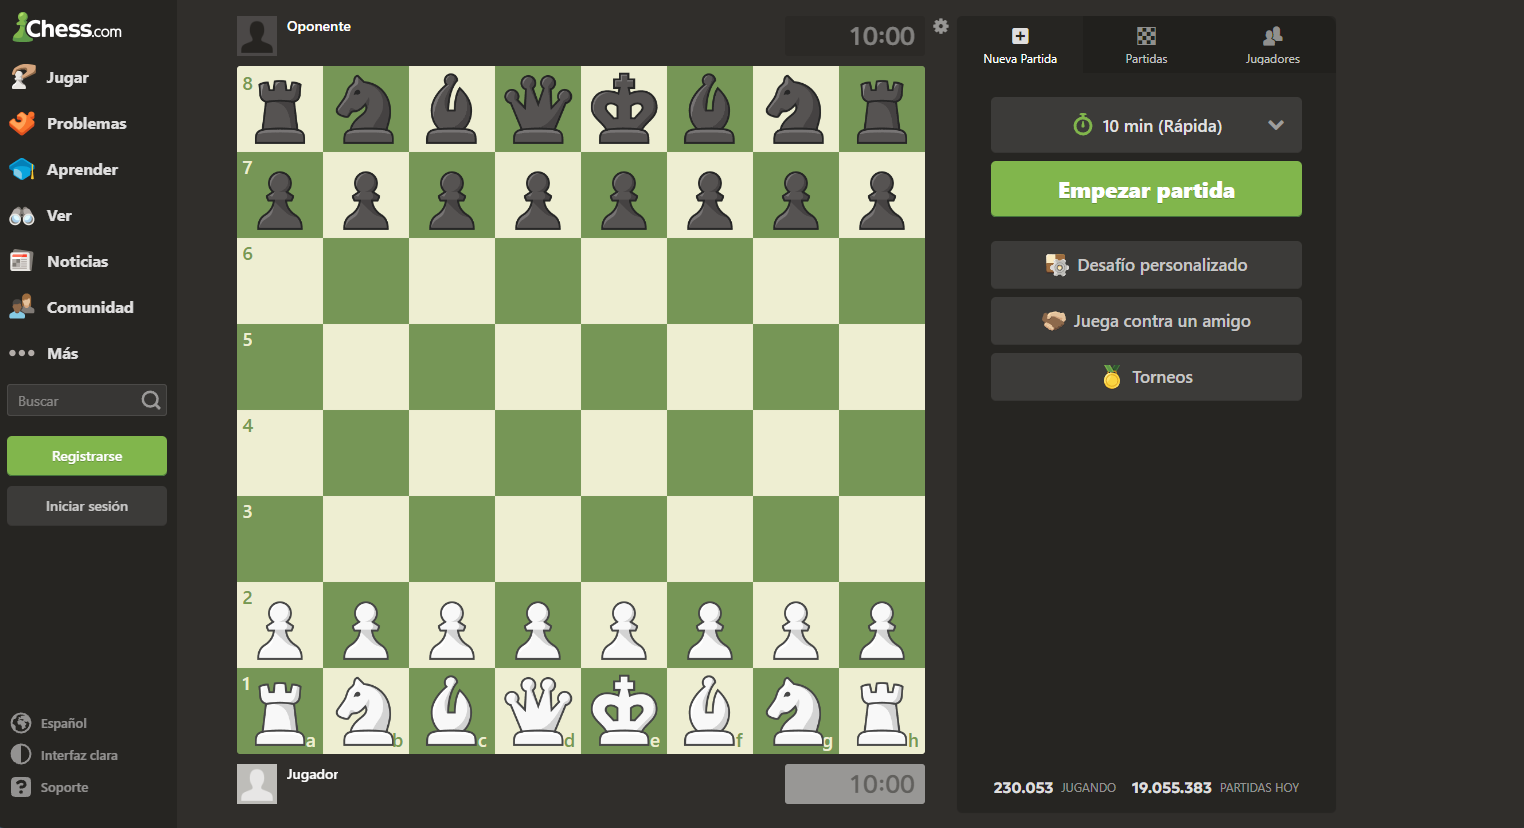 Chess.com
Jugar
Problemas
Aprender
Ver
Noticias
Comunidad
Más
Buscar
Registrarse
Iniciar sesión
Español
Interfaz clara
Soporte
Oponente
10:00
8
7
6
5
4
3
2
1
a b c d e f g h
Jugador
10:00
Nueva Partida
Partidas
Jugadores
10 min (Rápida)
Empezar partida
Desafío personalizado
Juega contra un amigo
Torneos
230.053 JUGANDO 19.055.383 PARTIDAS HOY